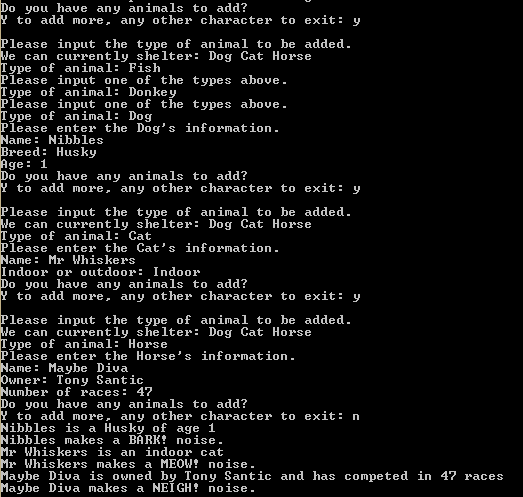 Do you have any animals to add?
Y to add more, any other character to exit: y
Please input the type of animal to be added.
We can currently shelter: Dog Cat Horse
Type of animal: Fish
Please input one of the types above.
Type of animal: Donkey
Please input one of the types above.
Type of animal: Dog
Please enter the Dog's information.
Name: Nibbles
Breed: Husky
Age: 1
Do you have any animals to add?
Y to add more, any other character to exit: y
Please input the type of animal to be added.
We can currently shelter: Dog Cat Horse
Type of animal: Cat
Please enter the Cat's information.
Name: Mr Whiskers
Indoor or outdoor: Indoor
Do you have any animals to add?
Y to add more, any other character to exit: y
Please input the type of animal to be added.
We can currently shelter: Dog Cat Horse
Type of animal: Horse
Please enter the Horse's information.
Name: Maybe Diva
Owner: Tony Santic
Number of races: 47
Do you have any animals to add?
Y to add more, any other character to exit: n
Nibbles is a Husky of age 1
Nibbles makes a BARK! noise.
Mr Whiskers is an indoor cat
Mr Whiskers makes a MEOW! noise.
Maybe Diva is owned by Tony Santic and has competed in 47 races
Maybe Diva makes a NEIGH! noise.